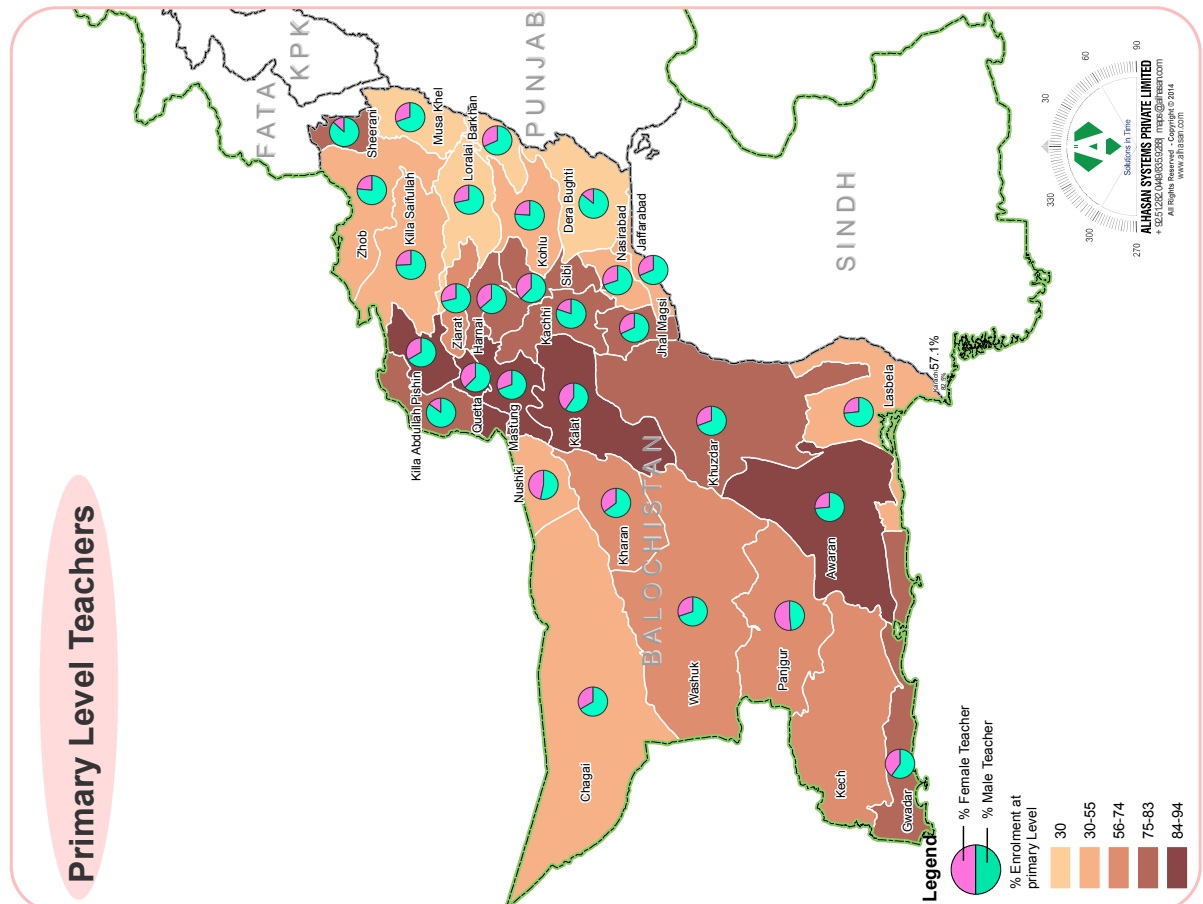 Primary Level Teachers
FATA
KPK
PUNJAB
SINDH
BALOCHISTAN
Sheerani
Musa Khel
Zhob
Killa Saifullah
Loralai
Barkhan
Dera Bughti
Kohlu
Nasirabad
Jaffarabad
Sibi
Ziarat
Harnai
Kachhi
Jhal Magsi
Killa Abdullah
Pishin
Quetta
Mastung
Kalat
Nushki
Khuzdar
Lasbela
57.1%
Kharan
Awaran
Chagai
Washuk
Panjgur
Kech
Gwadar
Legend
% Female Teacher
% Male Teacher
% Enrolment at
primary Level
30
30-55
56-74
75-83
84-94
270
300
330
30
60
90
Solutions in Time
ALHASAN SYSTEMS PRIVATE LIMITED
All Rights Reserved - Copyright © 2014
www.alhasan.com